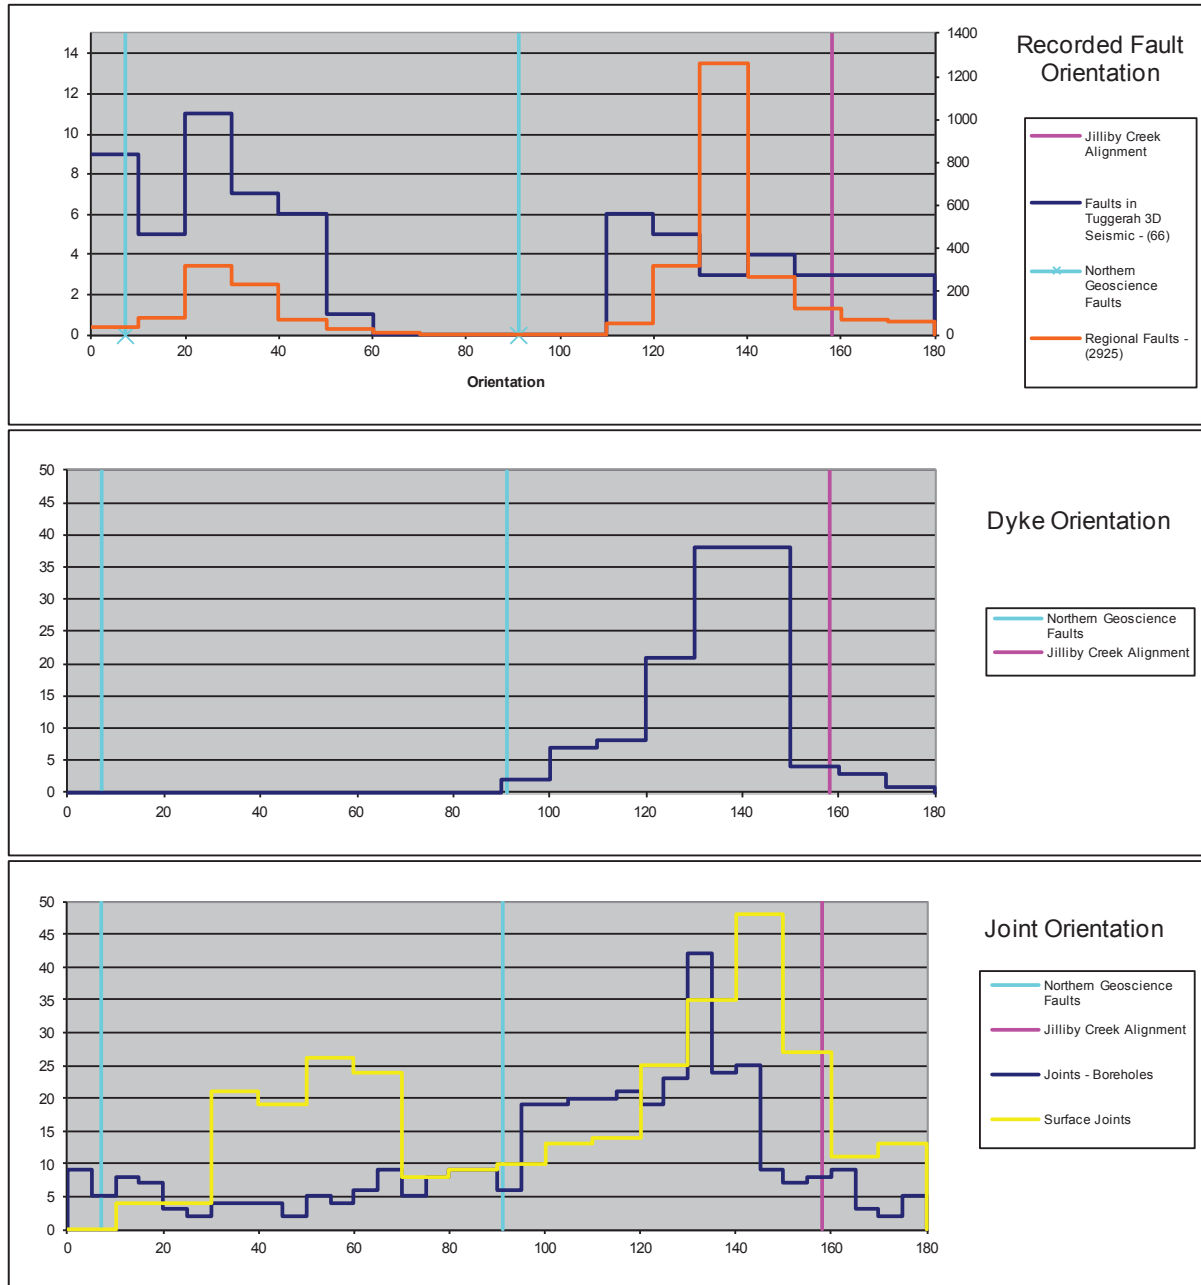 Recorded Fault
Orientation
14
12
10
8
6
4
2
0
1400
1200
1000
800
600
400
200
0
0 20 40 60 80 100 120 140 160 180
Orientation
Jilliby Creek
Alignment
Faults in
Tuggerah 3D
Seismic - (66)
Northern
Geoscience
Faults
Regional Faults -
(2925)
Dyke Orientation
50
45
40
35
30
25
20
15
10
5
0
0 20 40 60 80 100 120 140 160 180
Northern Geoscience
Faults
Jilliby Creek Alignment
Joint Orientation
50
45
40
35
30
25
20
15
10
5
0
0 20 40 60 80 100 120 140 160 180
Northern Geoscience
Faults
Jilliby Creek Alignment
Joints - Boreholes
Surface Joints